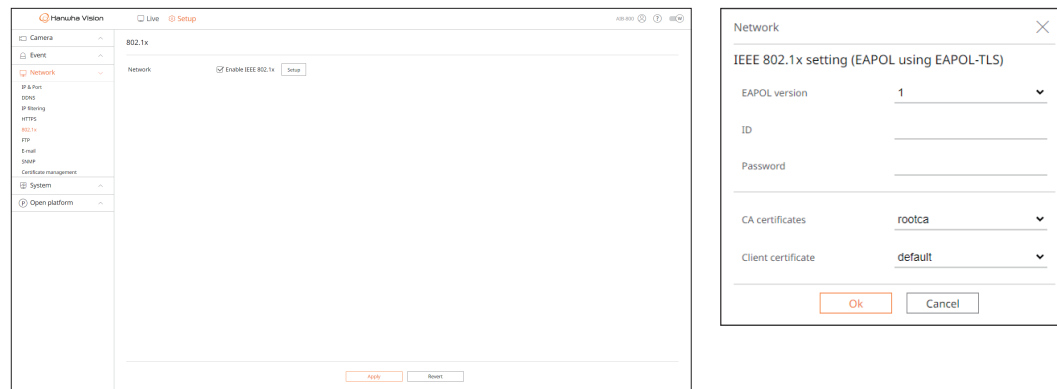 Hanwha Vision
Live
Setup
AIB-800
Camera
Event
Network
IP & Port
DDNS
IP filtering
HTTPS
802.1x
FTP
E-mail
SNMP
Certificate management
System
Open platform
802.1x
Network
Enable IEEE 802.1x
Setup
Apply
Revert
Network
IEEE 802.1x setting (EAPOL using EAPOL-TLS)
EAPOL version 1
ID
Password
CA certificates rootca
Client certificate default
Ok Cancel